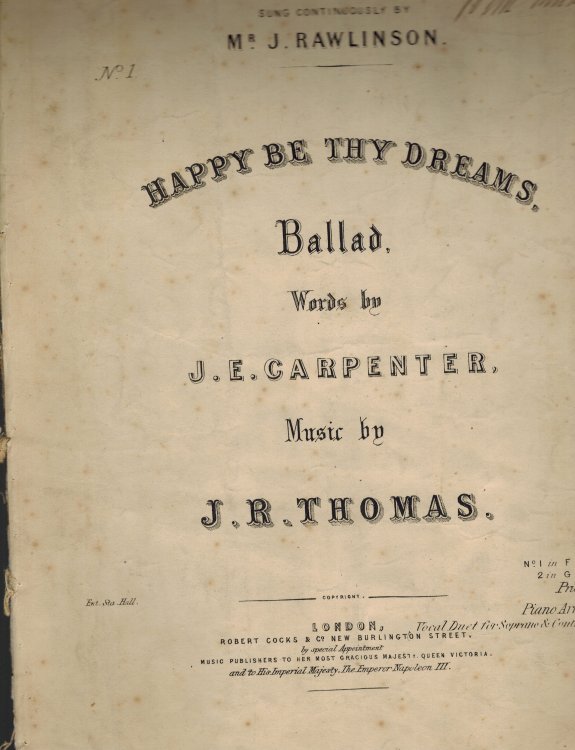 SUNG CONTINUOUSLY BY
MR J. RAWLINSON.
No. 1
HAPPY BE THY DREAMS,
Ballad,
Words by
J. E. CARPENTER,
Music by
J. R. THOMAS.
No 1 in F
2 in G
Ent. Sta. Hall.
COPYRIGHT.
Piano Arr
LONDON,
Vocal Duet for Soprano & Cont
ROBERT COCKS & Co. NEW BURLINGTON STREET.
by special Appointment
MUSIC PUBLISHERS TO HER MOST GRACIOUS MAJESTY, QUEEN VICTORIA.
and to His Imperial Majesty, The Emperor Napoleon III.